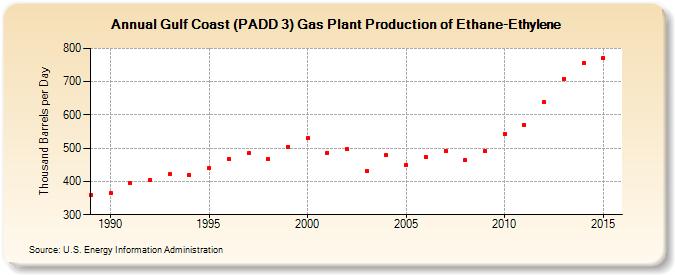 Annual Gulf Coast (PADD 3) Gas Plant Production of Ethane-Ethylene
Thousand Barrels per Day
800
700
600
500
400
300
1990 1995 2000 2005 2010 2015
Source: U.S. Energy Information Administration